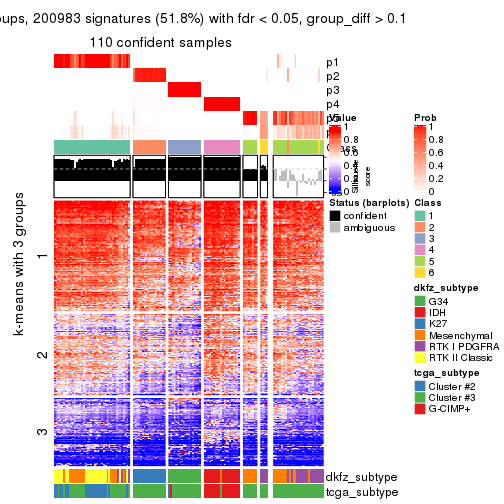 oups, 200983 signatures (51.8%) with fdr < 0.05, group_diff > 0.1
110 confident samples
p1
p2
p3
p4
p5
Value
1
0.8
0.6
0.4
0.2
0
Silhouette
score
Prob
1
0.8
0.6
0.4
0.2
0
Status (barplots)
confident
ambiguous
Class
1
2
3
4
5
6
dkfz_subtype
G34
IDH
K27
Mesenchymal
RTK I PDGFRA
RTK II Classic
tcga_subtype
Cluster #2
Cluster #3
G-CIMP+
k-means with 3 groups
1
2
3
dkfz_subtype
tcga_subtype